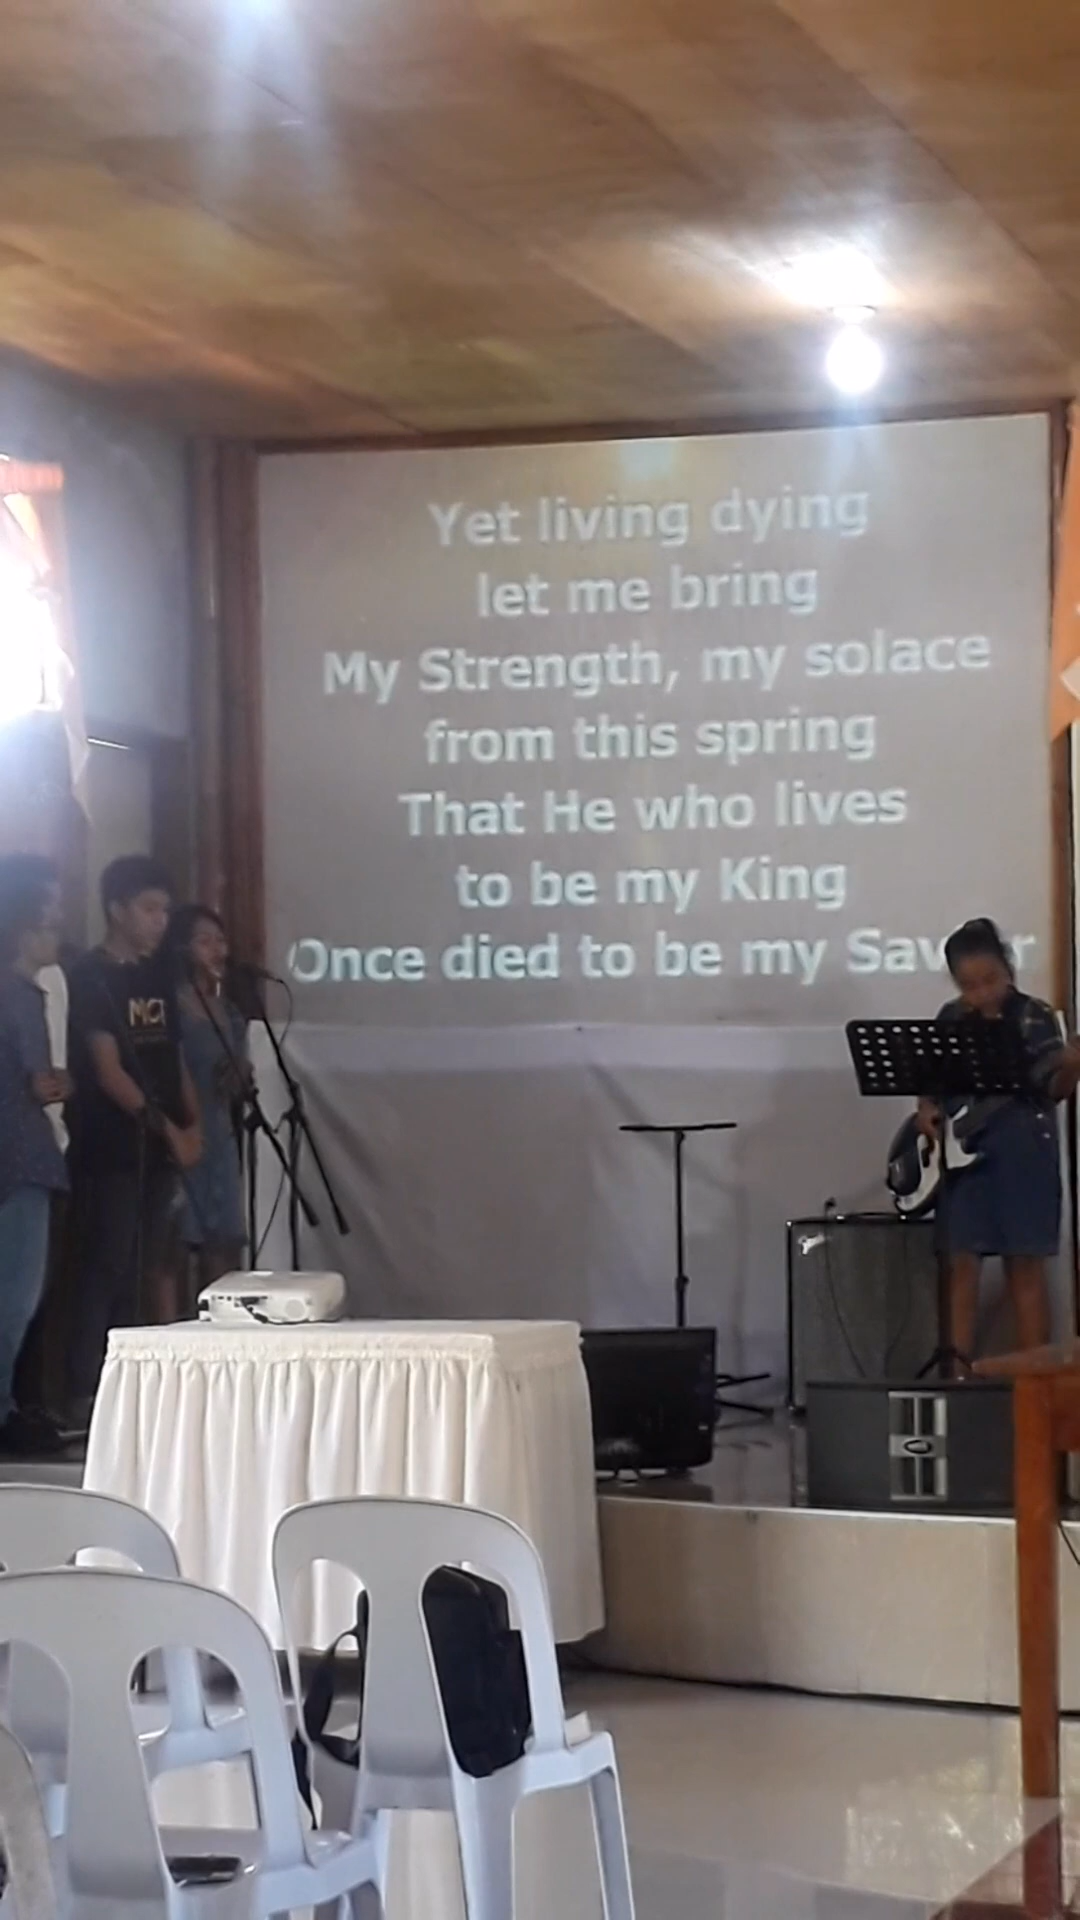 Yet living dying
let me bring
My Strength, my solace
from this spring
That He who lives
to be my King
Once died to be my
MCI